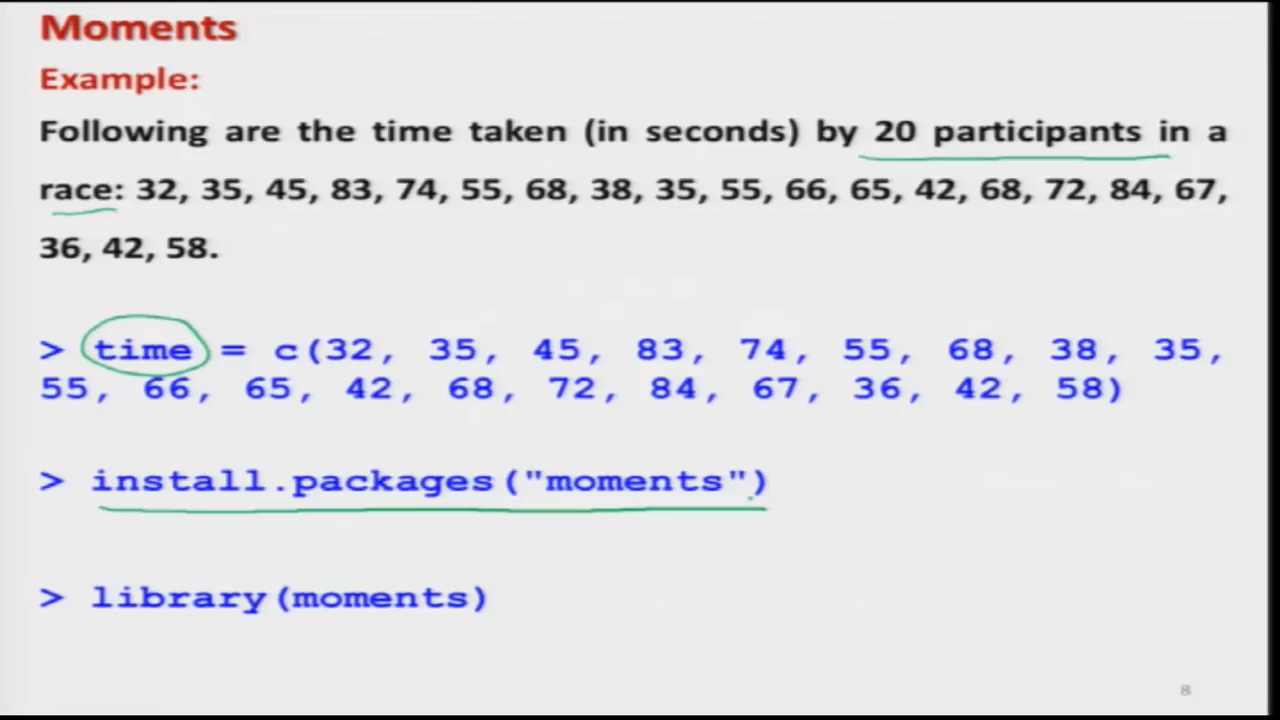 Moments
Example:
Following are the time taken (in seconds) by 20 participants in a
race: 32, 35, 45, 83, 74, 55, 68, 38, 35, 55, 66, 65, 42, 68, 72, 84, 67,
36, 42, 58.
> time = c(32, 35, 45, 83, 74, 55, 68, 38, 35,
55, 66, 65, 42, 68, 72, 84, 67, 36, 42, 58)
> install.packages("moments")
> library(moments)
8